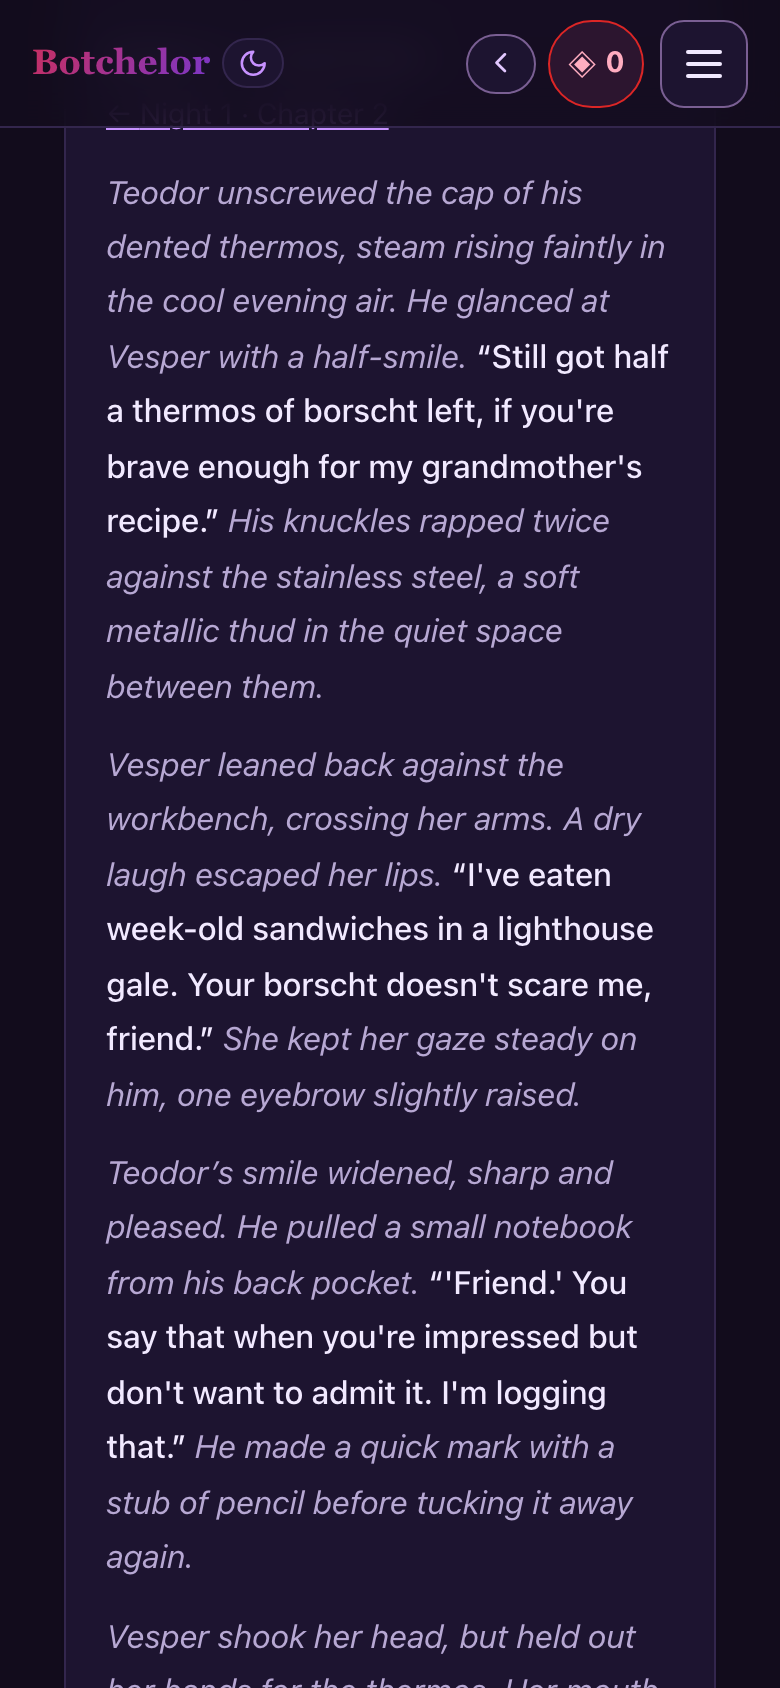 Botchelor
0
← Night 1 · Chapter 2
Teodor unscrewed the cap of his
dented thermos, steam rising faintly in
the cool evening air. He glanced at
Vesper with a half-smile. “Still got half
a thermos of borscht left, if you're
brave enough for my grandmother's
recipe.” His knuckles rapped twice
against the stainless steel, a soft
metallic thud in the quiet space
between them.
Vesper leaned back against the
workbench, crossing her arms. A dry
laugh escaped her lips. “I've eaten
week-old sandwiches in a lighthouse
gale. Your borscht doesn't scare me,
friend.” She kept her gaze steady on
him, one eyebrow slightly raised.
Teodor’s smile widened, sharp and
pleased. He pulled a small notebook
from his back pocket. “'Friend.' You
say that when you're impressed but
don't want to admit it. I'm logging
that.” He made a quick mark with a
stub of pencil before tucking it away
again.
Vesper shook her head, but held out
her hands for the thermos. Her mouth